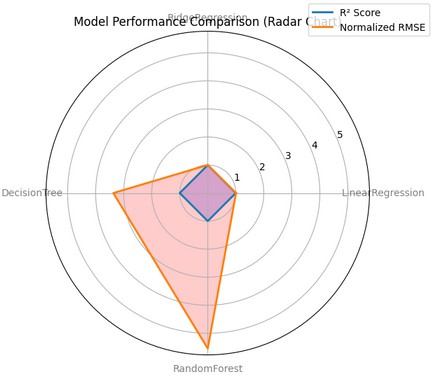 RidgeRegression
Model Performance Comparison (Radar Chart)
R² Score
Normalized RMSE
5
4
3
2
1
DecisionTree
LinearRegression
RandomForest